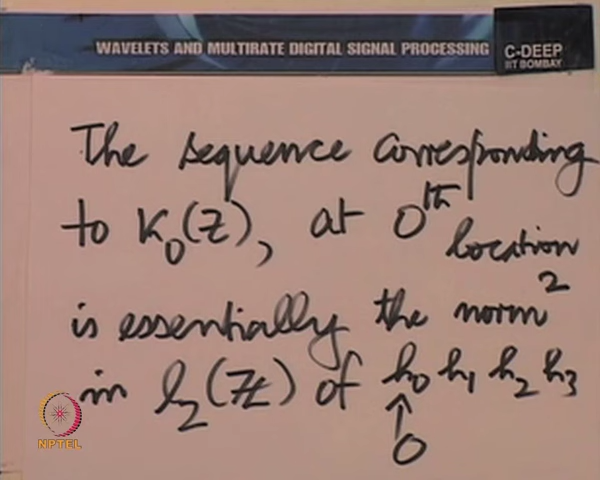 WAVELETS AND MULTIRATE DIGITAL SIGNAL PROCESSING
C-DEEP
IIT BOMBAY
The sequence corresponding
to K₀(Z), at 0ᵗʰ location
is essentially the norm²
in l₂(ℤ) of h₀ h₁ h₂ h₃
↑
0
NPTEL